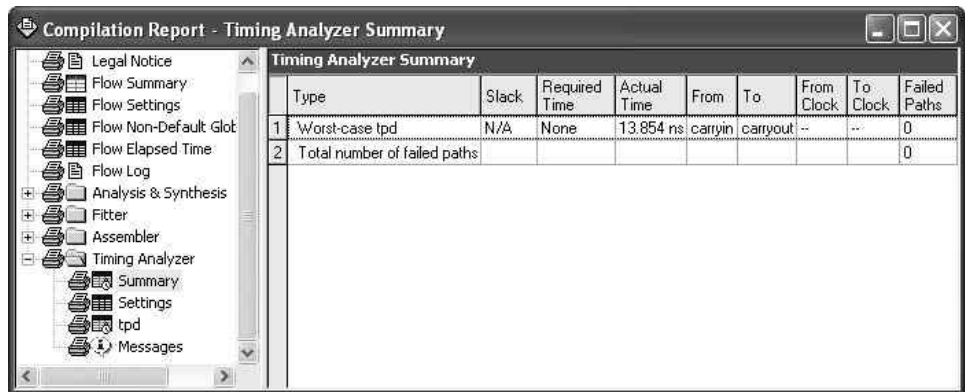 Compilation Report - Timing Analyzer Summary
Legal Notice
Flow Summary
Flow Settings
Flow Non-Default Glot
Flow Elapsed Time
Flow Log
Analysis & Synthesis
Fitter
Assembler
Timing Analyzer
Summary
Settings
tpd
Messages
Timing Analyzer Summary
Type Slack Required Time Actual Time From To From Clock To Clock Failed Paths
1 Worst-case tpd N/A None 13.854 ns carryin carryout -- -- 0
2 Total number of failed paths 0